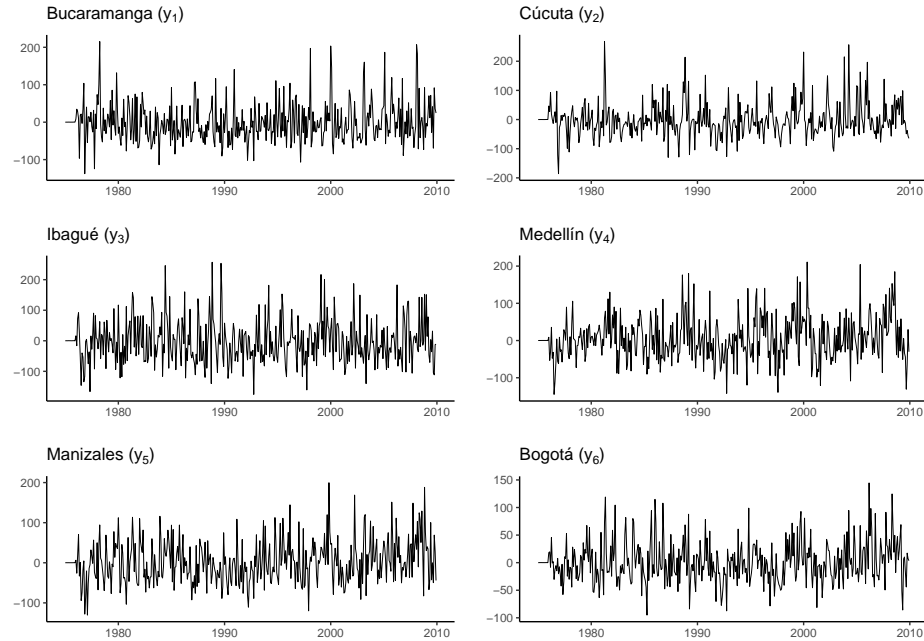 Bucaramanga (y₁)
200
100
0
−100
1980 1990 2000 2010
Cúcuta (y₂)
200
100
0
−100
−200
1980 1990 2000 2010
Ibagué (y₃)
200
100
0
−100
1980 1990 2000 2010
Medellín (y₄)
200
100
0
−100
1980 1990 2000 2010
Manizales (y₅)
200
100
0
−100
1980 1990 2000 2010
Bogotá (y₆)
150
100
50
0
−50
−100
1980 1990 2000 2010